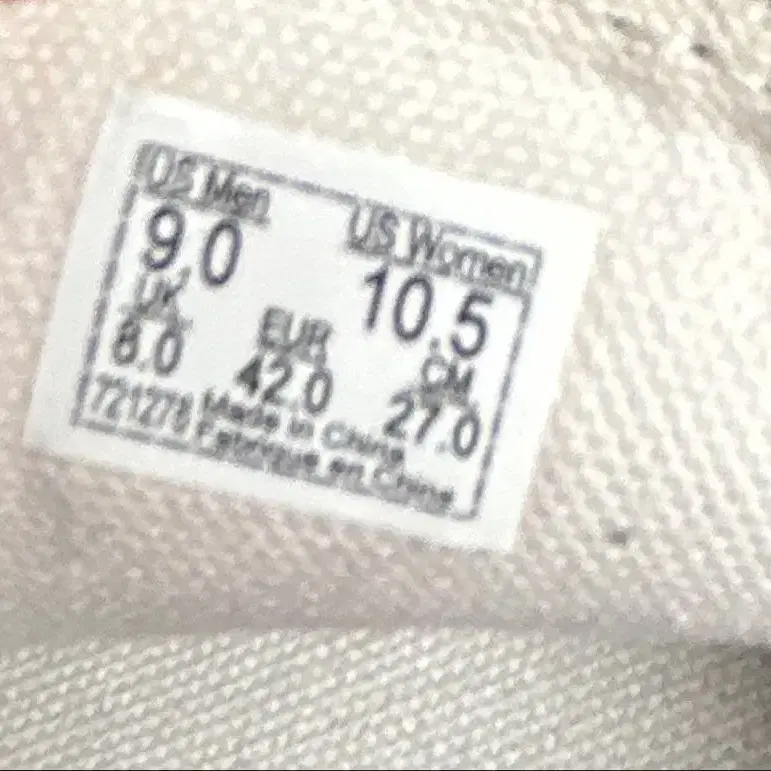 US Men US Women
9.0 10.5
UK EUR CM
8.0 42.0 27.0
721278 Made in China
Fabrique en Chine